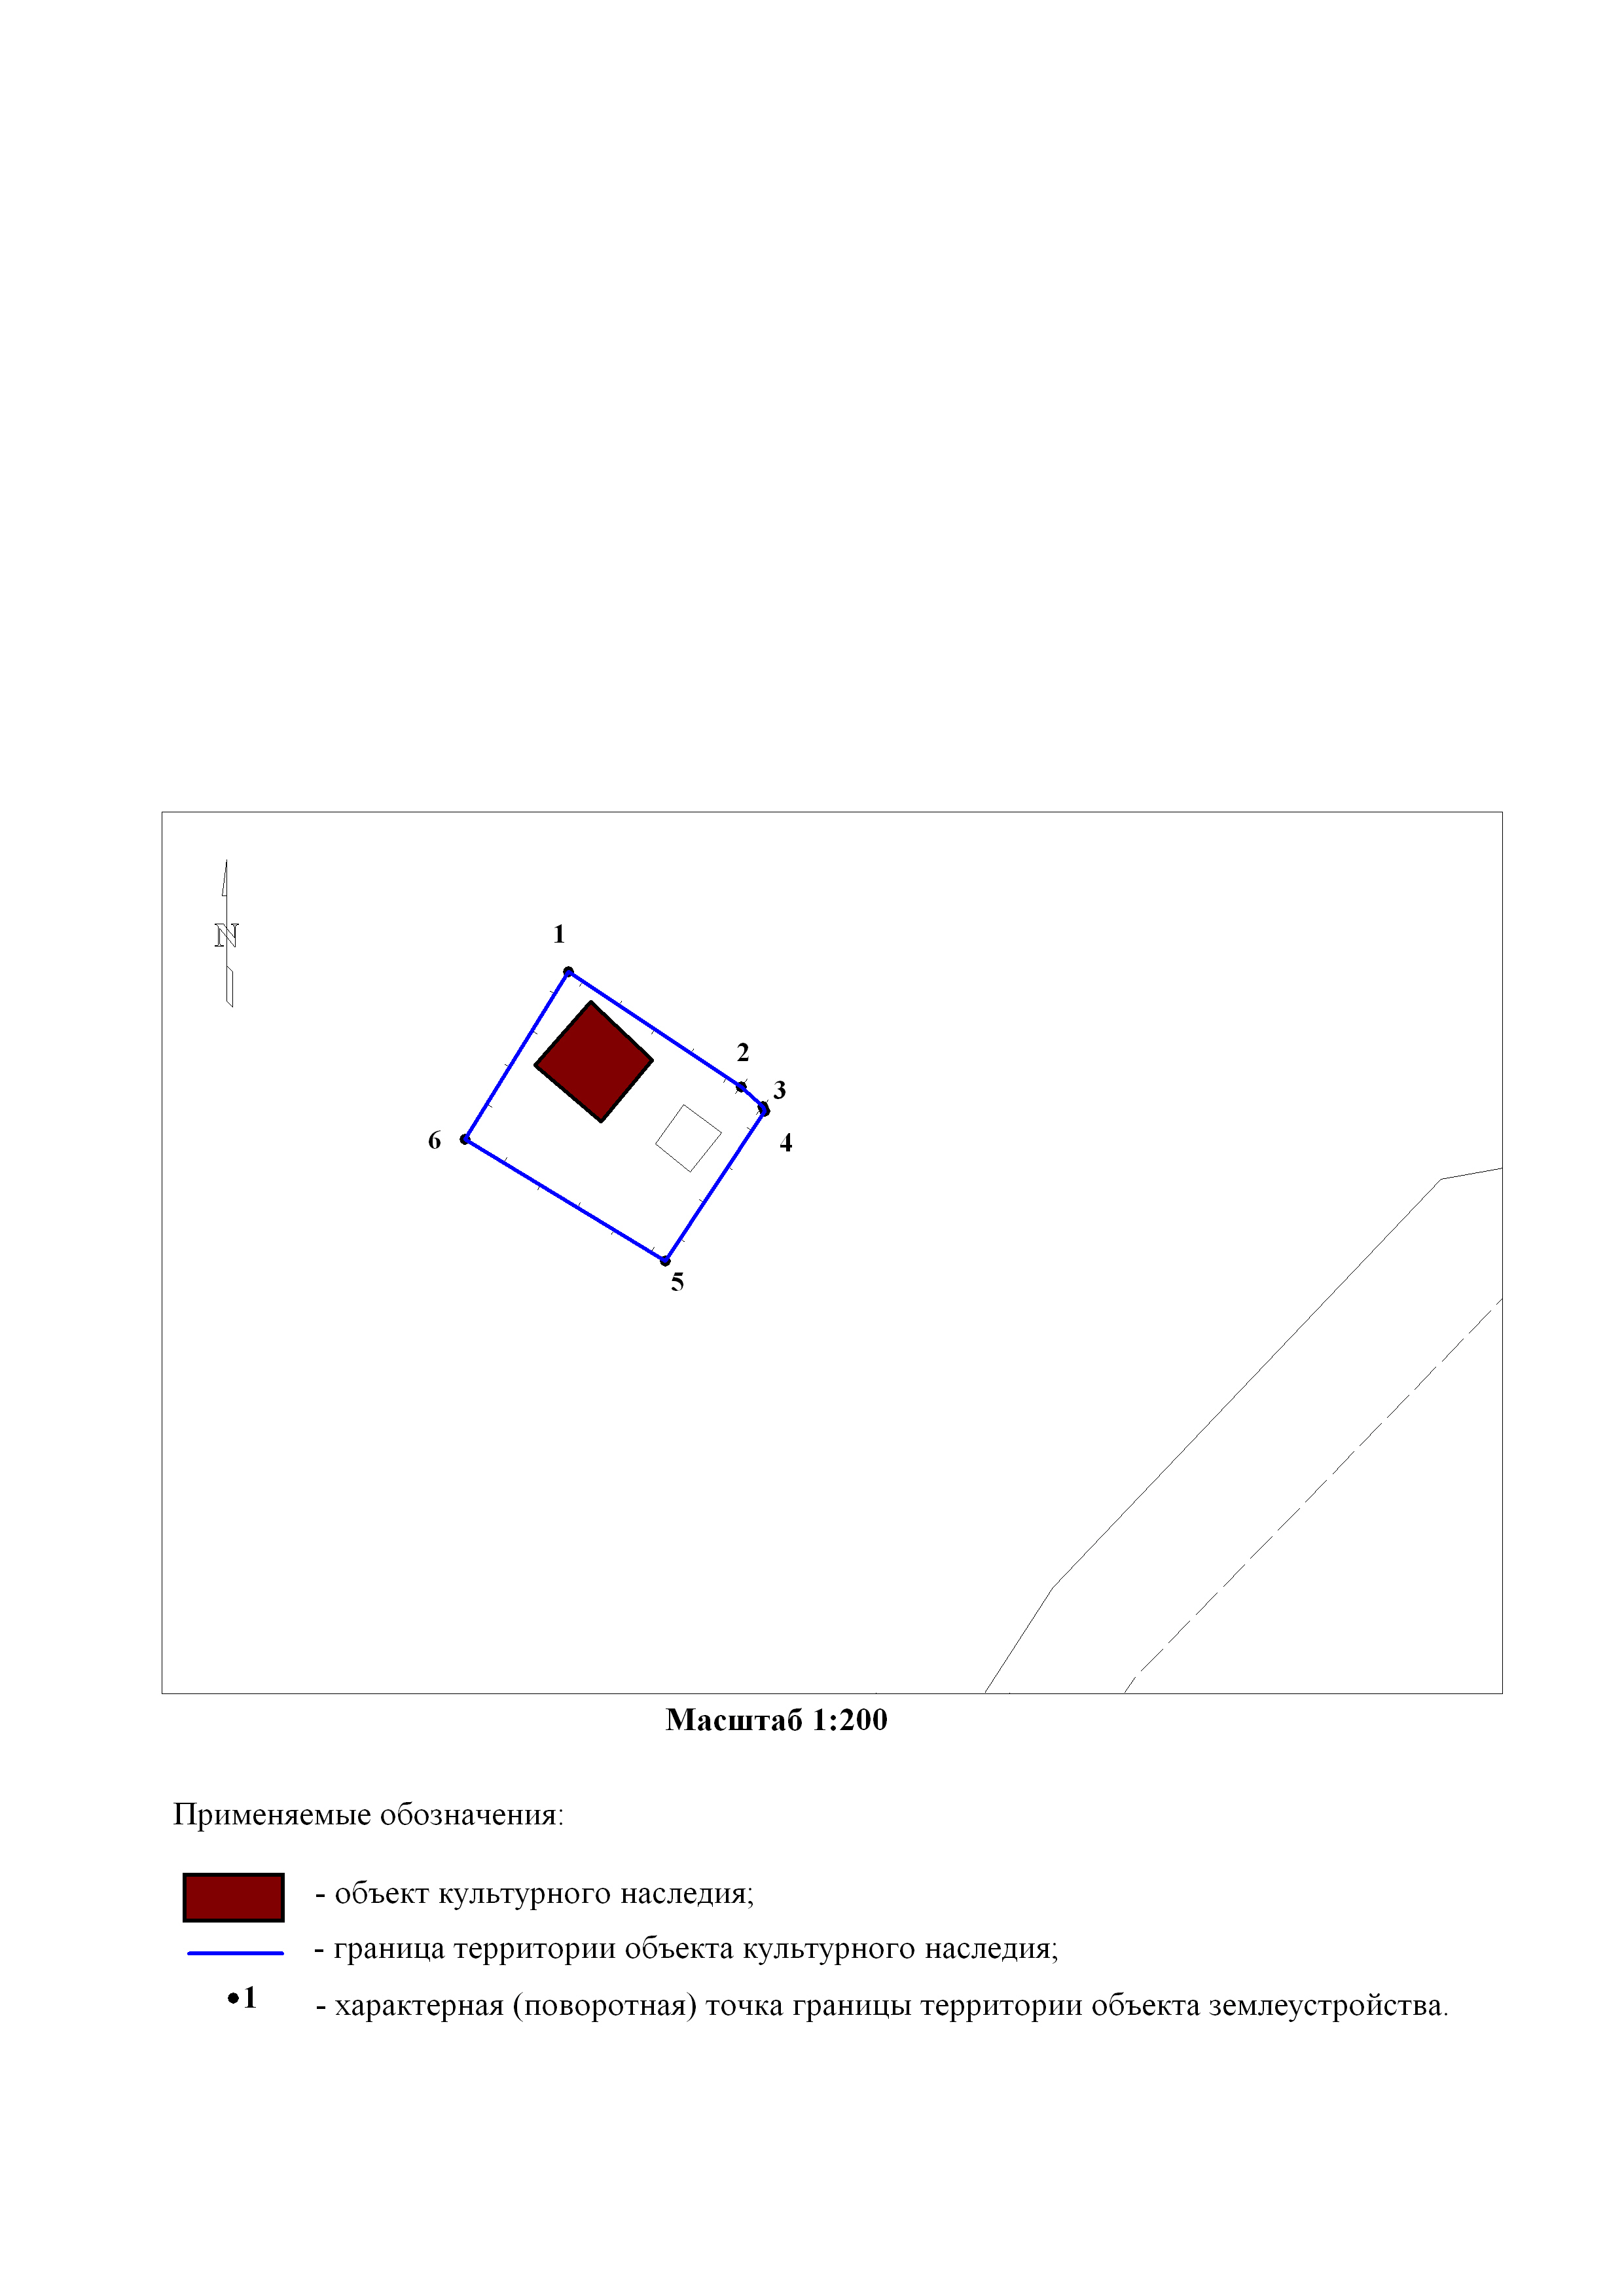 N
1
2
3
4
5
6
Масштаб 1:200
Применяемые обозначения:
- объект культурного наследия;
- граница территории объекта культурного наследия;
1 - характерная (поворотная) точка границы территории объекта землеустройства.